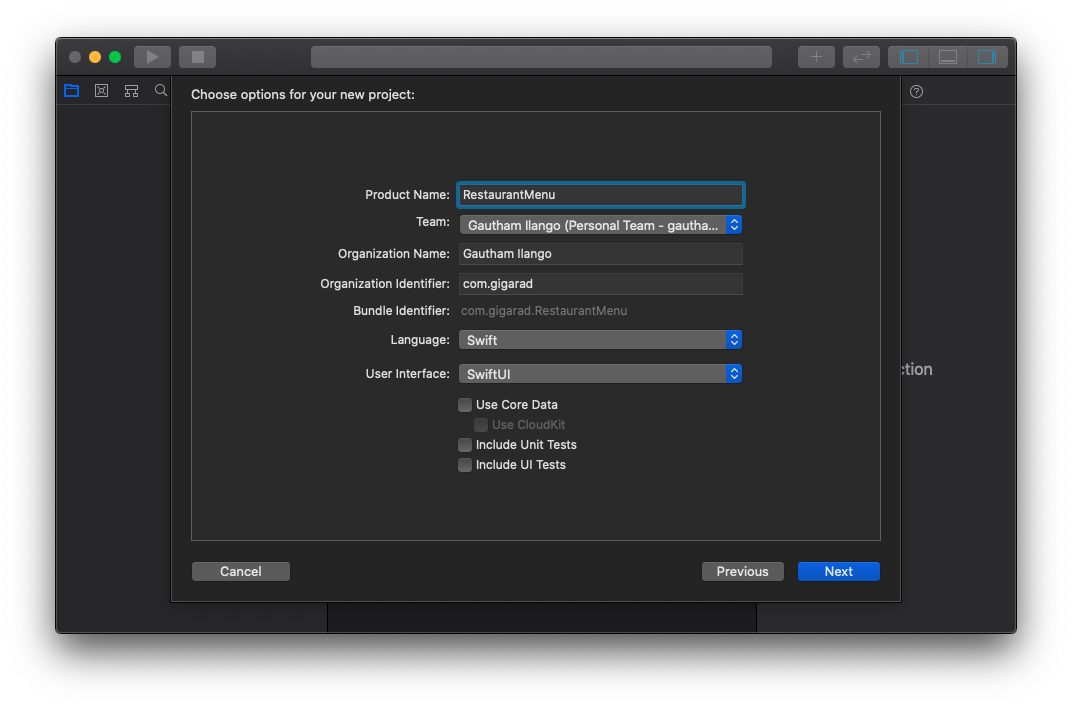 Choose options for your new project:
Product Name: RestaurantMenu
Team: Gautham Ilango (Personal Team - gautha...
Organization Name: Gautham Ilango
Organization Identifier: com.gigarad
Bundle Identifier: com.gigarad.RestaurantMenu
Language: Swift
User Interface: SwiftUI
ction
Use Core Data
Use CloudKit
Include Unit Tests
Include UI Tests
Cancel Previous Next